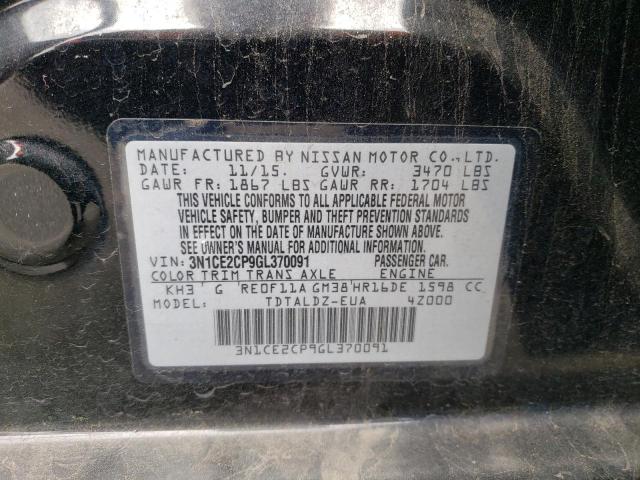 MANUFACTURED BY NISSAN MOTOR CO., LTD.
DATE: 11/15. GVWR: 3470 LBS
GAWR FR: 1867 LBS GAWR RR: 1704 LBS
THIS VEHICLE CONFORMS TO ALL APPLICABLE FEDERAL MOTOR
VEHICLE SAFETY, BUMPER AND THEFT PREVENTION STANDARDS
IN EFFECT ON THE DATE OF MANUFACTURE SHOWN ABOVE.
SEE OWNER'S MANUAL FOR ADDITIONAL INFORMATION.
VIN: 3N1CE2CP9GL370091 PASSENGER CAR.
COLOR TRIM TRANS AXLE ENGINE
KH3 G RE0F11A GM38 HR16DE 1598 CC
MODEL: TDTALDZ-EUA 4Z000
3N1CE2CP9GL370091